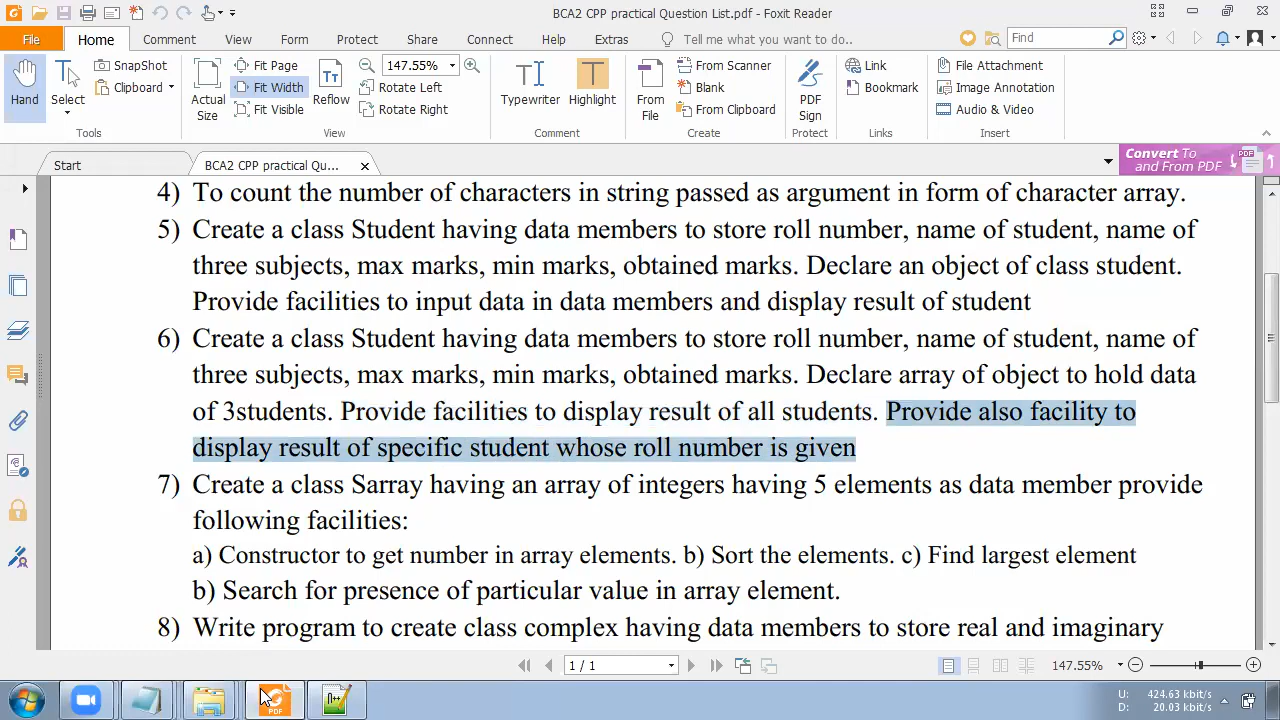 BCA2 CPP practical Question List.pdf - Foxit Reader
File Home Comment View Form Protect Share Connect Help Extras Tell me what you want to do.. Find
Hand
Select
SnapShot
Clipboard
Tools
Actual Size
Fit Page
Fit Width
Fit Visible
Reflow
147.55%
Rotate Left
Rotate Right
View
Typewriter
Highlight
Comment
From File
From Scanner
Blank
From Clipboard
Create
PDF Sign
Protect
Link
Bookmark
Links
File Attachment
Image Annotation
Audio & Video
Insert
Start
BCA2 CPP practical Qu...
Convert To
and From PDF
PDF
4) To count the number of characters in string passed as argument in form of character array.
5) Create a class Student having data members to store roll number, name of student, name of
three subjects, max marks, min marks, obtained marks. Declare an object of class student.
Provide facilities to input data in data members and display result of student
6) Create a class Student having data members to store roll number, name of student, name of
three subjects, max marks, min marks, obtained marks. Declare array of object to hold data
of 3students. Provide facilities to display result of all students. Provide also facility to
display result of specific student whose roll number is given
7) Create a class Sarray having an array of integers having 5 elements as data member provide
following facilities:
a) Constructor to get number in array elements. b) Sort the elements. c) Find largest element
b) Search for presence of particular value in array element.
8) Write program to create class complex having data members to store real and imaginary
1 / 1
147.55%
PDF
U: 424.63 kbit/s
D: 20.03 kbit/s